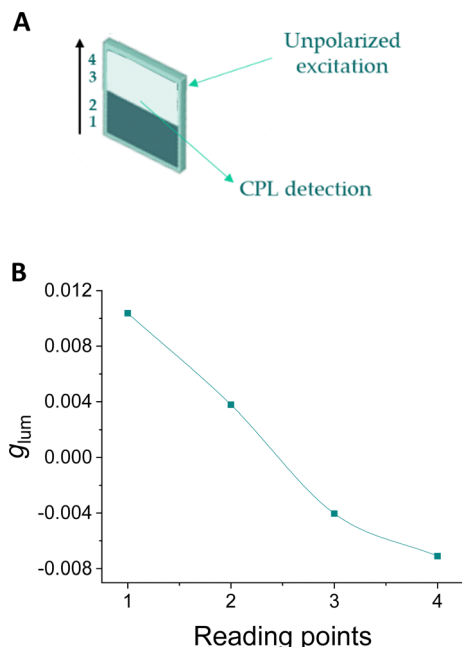 A
4
3
2
1
Unpolarized
excitation
CPL detection
B
0.012
0.008
0.004
0.000
-0.004
-0.008
glum
1 2 3 4
Reading points